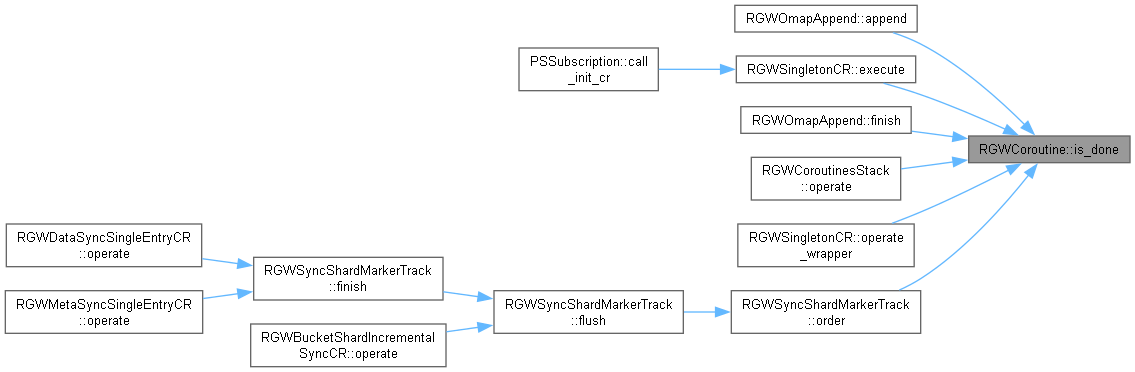 RGWOmapAppend::append
PSSubscription::call
_init_cr
RGWSingletonCR::execute
RGWOmapAppend::finish
RGWCoroutine::is_done
RGWCoroutinesStack
::operate
RGWSingletonCR::operate
_wrapper
RGWDataSyncSingleEntryCR
::operate
RGWSyncShardMarkerTrack
::finish
RGWMetaSyncSingleEntryCR
::operate
RGWSyncShardMarkerTrack
::flush
RGWSyncShardMarkerTrack
::order
RGWBucketShardIncremental
SyncCR::operate